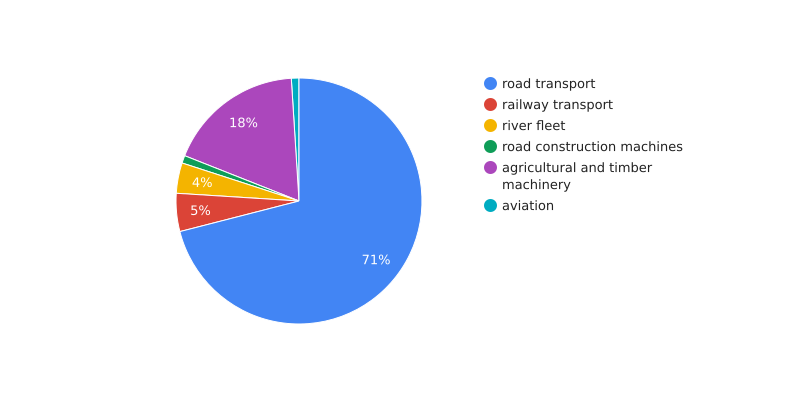 road transport
railway transport
river fleet
road construction machines
agricultural and timber
machinery
aviation
18%
4%
5%
71%